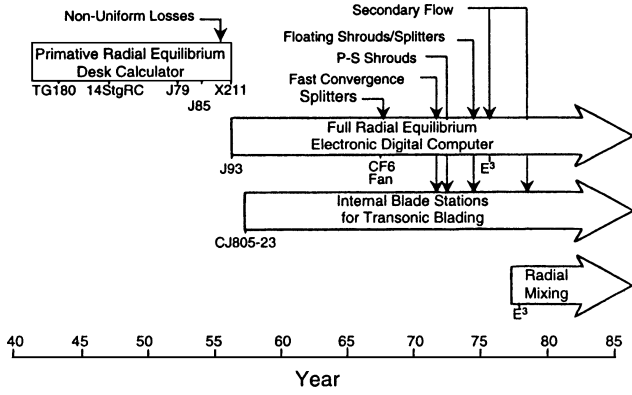 Non-Uniform Losses
Secondary Flow
Floating Shrouds/Splitters
P-S Shrouds
Fast Convergence
Splitters
Primative Radial Equilibrium
Desk Calculator
TG180 14StgRC J79 X211
J85
Full Radial Equilibrium
Electronic Digital Computer
J93
CF6
Fan
E³
Internal Blade Stations
for Transonic Blading
CJ805-23
Radial
Mixing
E³
40 45 50 55 60 65 70 75 80 85
Year